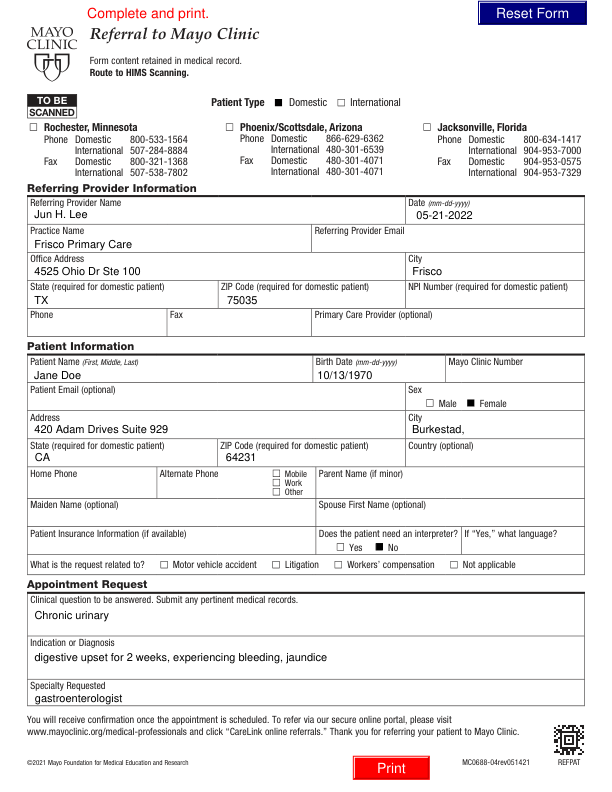 Complete and print.
Reset Form
MAYO
CLINIC
Referral to Mayo Clinic
Form content retained in medical record.
Route to HIMS Scanning.
TO BE
SCANNED
Patient Type ■ Domestic □ International
□ Rochester, Minnesota
Phone Domestic 800-533-1564
International 507-284-8884
Fax Domestic 800-321-1368
International 507-538-7802
□ Phoenix/Scottsdale, Arizona
Phone Domestic 866-629-6362
International 480-301-6539
Fax Domestic 480-301-4071
International 480-301-4071
□ Jacksonville, Florida
Phone Domestic 800-634-1417
International 904-953-7000
Fax Domestic 904-953-0575
International 904-953-7329
Referring Provider Information
Referring Provider Name
Jun H. Lee
Date (mm-dd-yyyy)
05-21-2022
Practice Name
Frisco Primary Care
Referring Provider Email
Office Address
4525 Ohio Dr Ste 100
City
Frisco
State (required for domestic patient)
TX
ZIP Code (required for domestic patient)
75035
NPI Number (required for domestic patient)
Phone
Fax
Primary Care Provider (optional)
Patient Information
Patient Name (First, Middle, Last)
Jane Doe
Birth Date (mm-dd-yyyy)
10/13/1970
Mayo Clinic Number
Patient Email (optional)
Sex
□ Male ■ Female
Address
420 Adam Drives Suite 929
City
Burkestad,
State (required for domestic patient)
CA
ZIP Code (required for domestic patient)
64231
Country (optional)
Home Phone
Alternate Phone
□ Mobile
□ Work
□ Other
Parent Name (if minor)
Maiden Name (optional)
Spouse First Name (optional)
Patient Insurance Information (if available)
Does the patient need an interpreter?
□ Yes ■ No
If “Yes,” what language?
What is the request related to? □ Motor vehicle accident □ Litigation □ Workers’ compensation □ Not applicable
Appointment Request
Clinical question to be answered. Submit any pertinent medical records.
Chronic urinary
Indication or Diagnosis
digestive upset for 2 weeks, experiencing bleeding, jaundice
Specialty Requested
gastroenterologist
You will receive confirmation once the appointment is scheduled. To refer via our secure online portal, please visit
www.mayoclinic.org/medical-professionals and click “CareLink online referrals.” Thank you for referring your patient to Mayo Clinic.
©2021 Mayo Foundation for Medical Education and Research
Print
MC0688-04rev051421
REFPAT